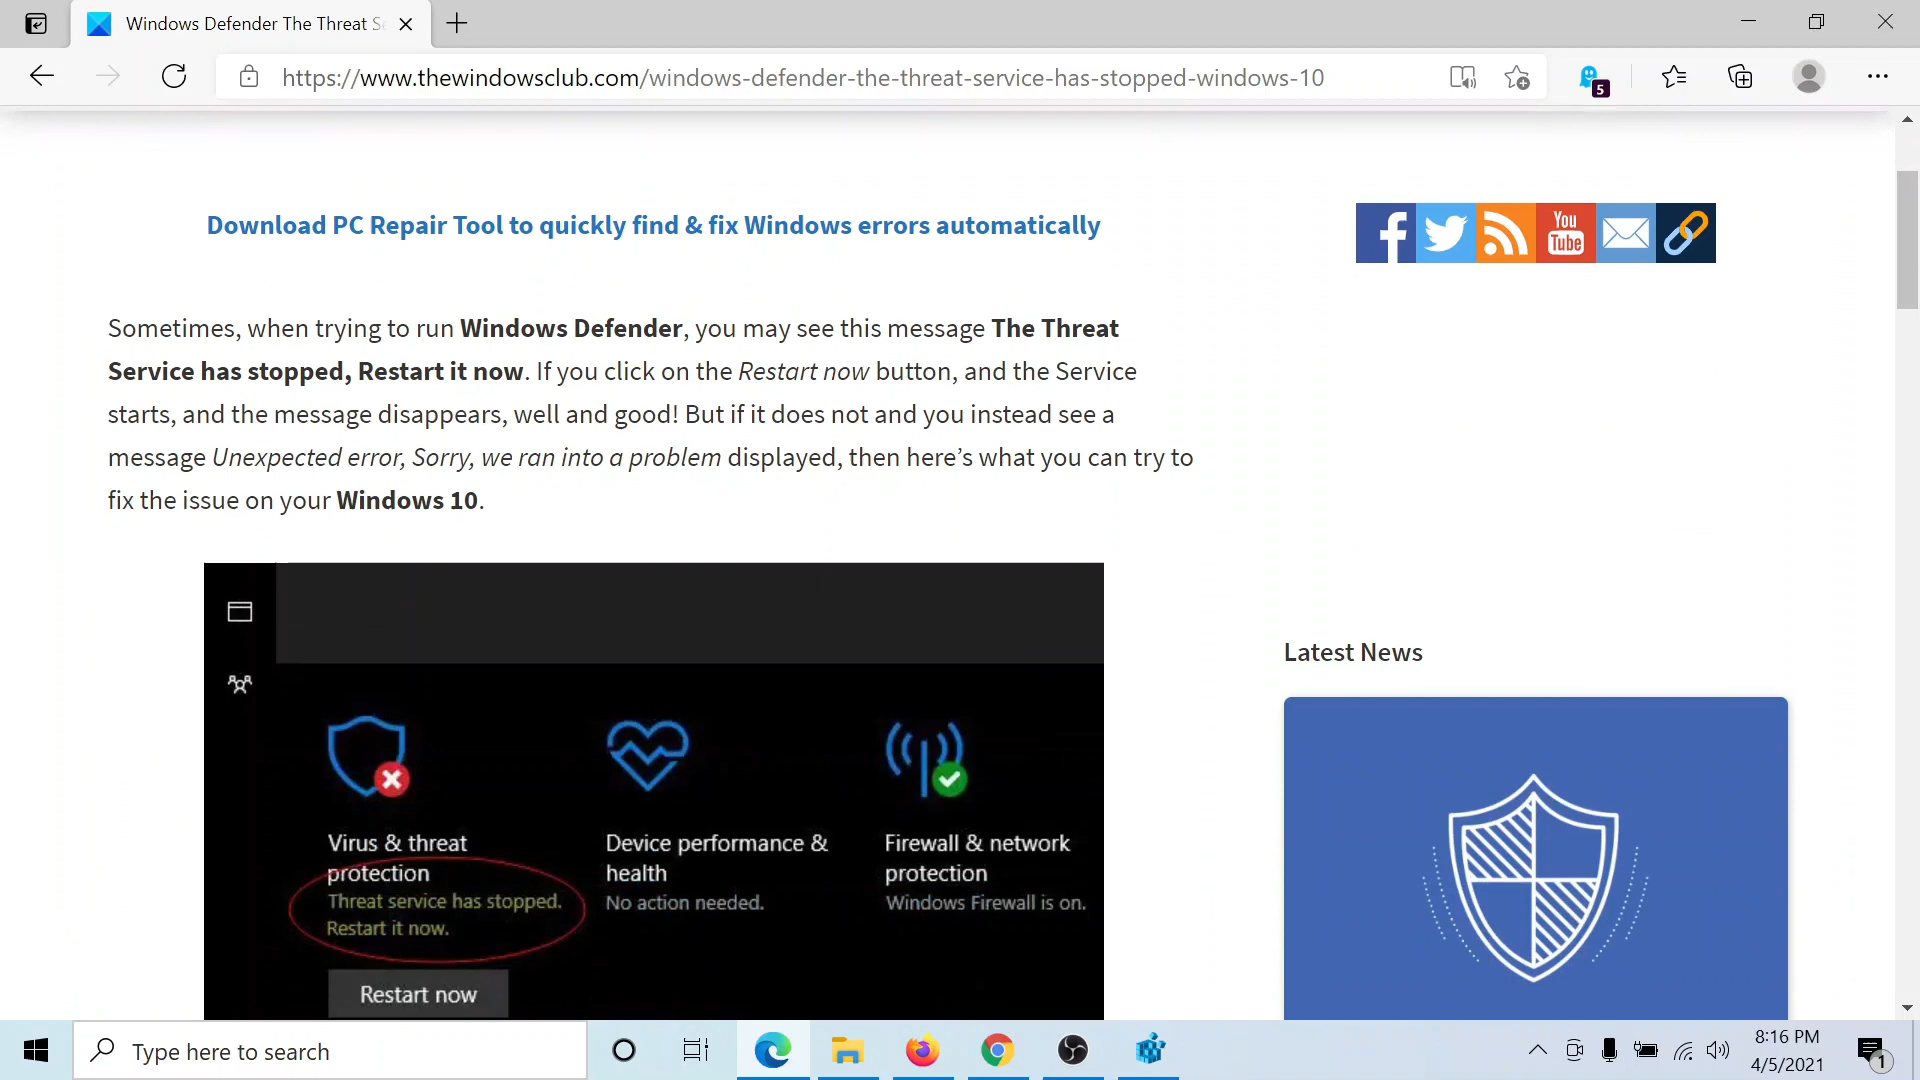 Windows Defender The Threat Se
https://www.thewindowsclub.com/windows-defender-the-threat-service-has-stopped-windows-10
5
Download PC Repair Tool to quickly find & fix Windows errors automatically
You
Tube
Sometimes, when trying to run Windows Defender, you may see this message The Threat
Service has stopped, Restart it now. If you click on the Restart now button, and the Service
starts, and the message disappears, well and good! But if it does not and you instead see a
message Unexpected error, Sorry, we ran into a problem displayed, then here’s what you can try to
fix the issue on your Windows 10.
Virus & threat
protection
Threat service has stopped.
Restart it now.
Restart now
Device performance &
health
No action needed.
Firewall & network
protection
Windows Firewall is on.
Latest News
Type here to search
8:16 PM
4/5/2021
1